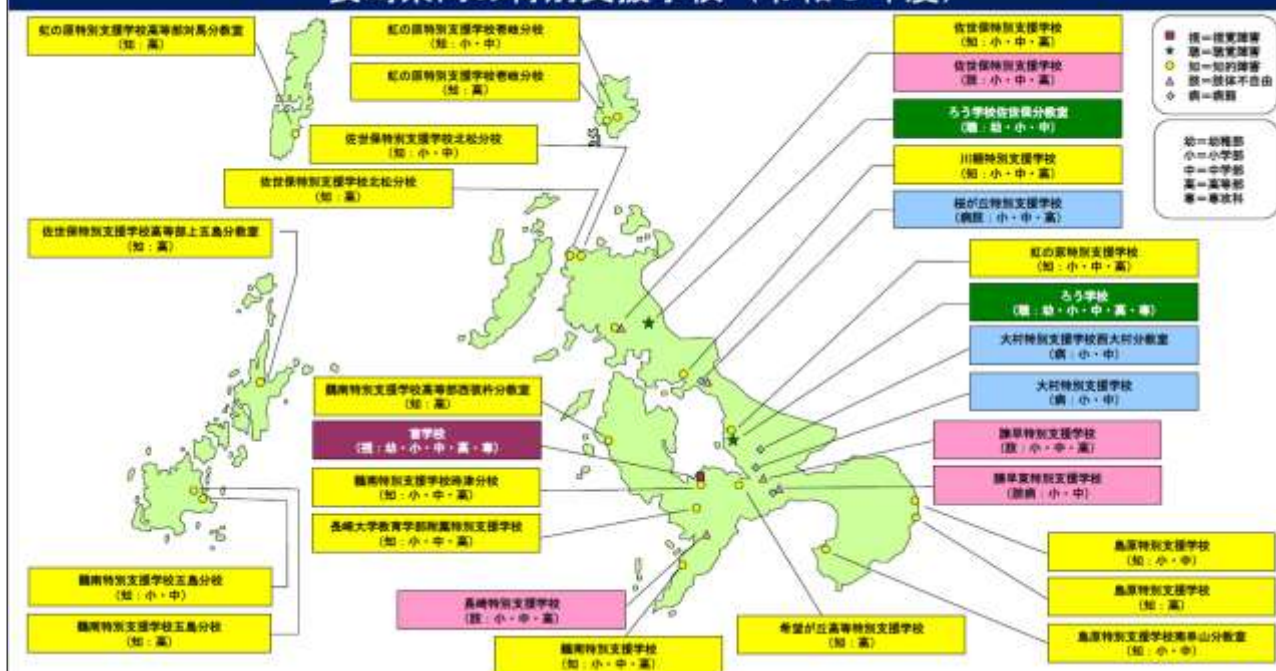 虹の原特別支援学校高等部対馬分教室
(知:高)
虹の原特別支援学校壱岐分校
(知:小・中)
虹の原特別支援学校壱岐分校
(知:高)
佐世保特別支援学校北松分校
(知:小・中)
佐世保特別支援学校北松分校
(知:高)
佐世保特別支援学校高等部上五島分教室
(知:高)
佐世保特別支援学校
(知:小・中・高)
佐世保特別支援学校
(肢:小・中・高)
ろう学校佐世保分教室
(聴:幼・小・中)
川棚特別支援学校
(知:小・中・高)
桜が丘特別支援学校
(病肢:小・中・高)
視=視覚障害
聴=聴覚障害
知=知的障害
肢=肢体不自由
病=病弱
幼=幼稚部
小=小学部
中=中学部
高=高等部
専=専攻科
虹の原特別支援学校
(知:小・中・高)
ろう学校
(聴:幼・小・中・高・専)
大村特別支援学校西大村分教室
(病:小・中)
大村特別支援学校
(病:小・中)
諫早特別支援学校
(肢:小・中・高)
諫早東特別支援学校
(肢病:小・中)
鶴南特別支援学校高等部西彼杵分教室
(知:高)
盲学校
(視:幼・小・中・高・専)
鶴南特別支援学校時津分校
(知:小・中・高)
長崎大学教育学部附属特別支援学校
(知:小・中・高)
鶴南特別支援学校五島分校
(知:小・中)
鶴南特別支援学校五島分校
(知:高)
長崎特別支援学校
(肢:小・中・高)
鶴南特別支援学校
(知:小・中・高)
希望が丘高等特別支援学校
(知:高)
島原特別支援学校
(知:小・中)
島原特別支援学校
(知:高)
島原特別支援学校南串山分教室
(知:小・中)